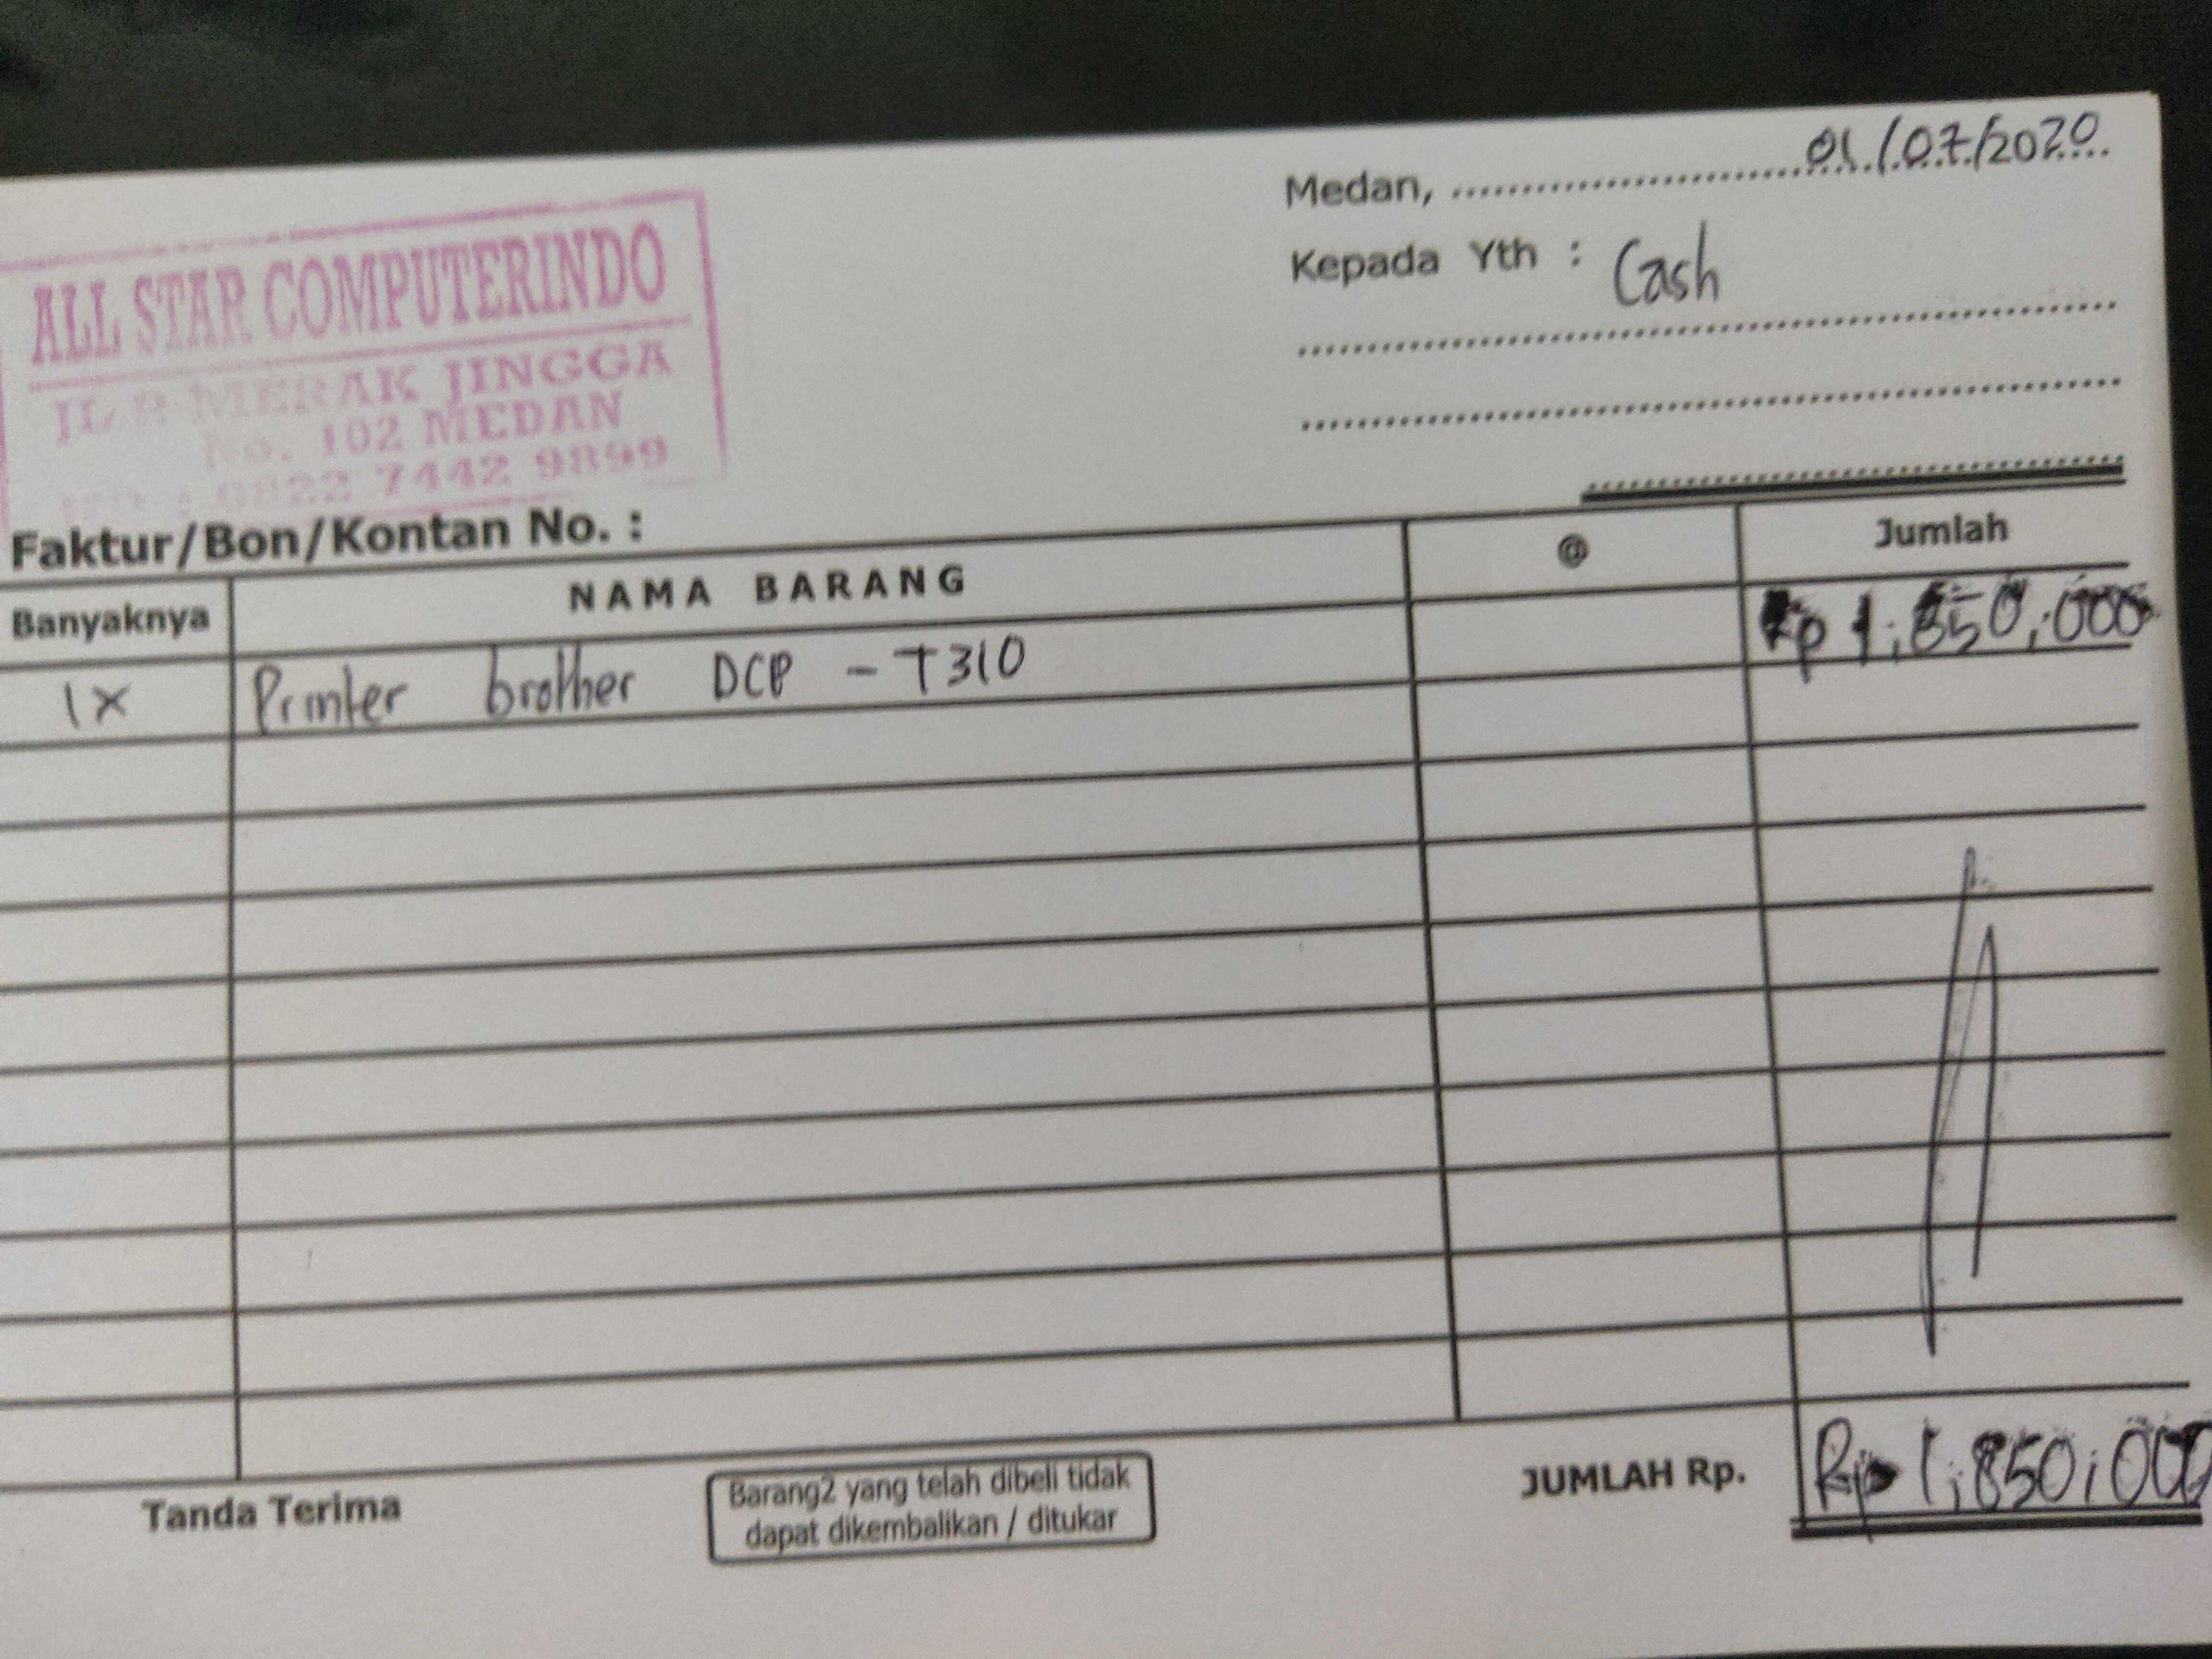 ALL STAR COMPUTERINDO
JL. P. MERAK JINGGA
No. 102 MEDAN
0822 7442 9899
Medan, 01/07/2020
Kepada Yth : Cash
Faktur/Bon/Kontan No. :
Banyaknya NAMA BARANG @ Jumlah
1x Printer brother DCP - T310 Rp 1,850,000
JUMLAH Rp. Rp 1,850,000
Tanda Terima
Barang2 yang telah dibeli tidak
dapat dikembalikan / ditukar